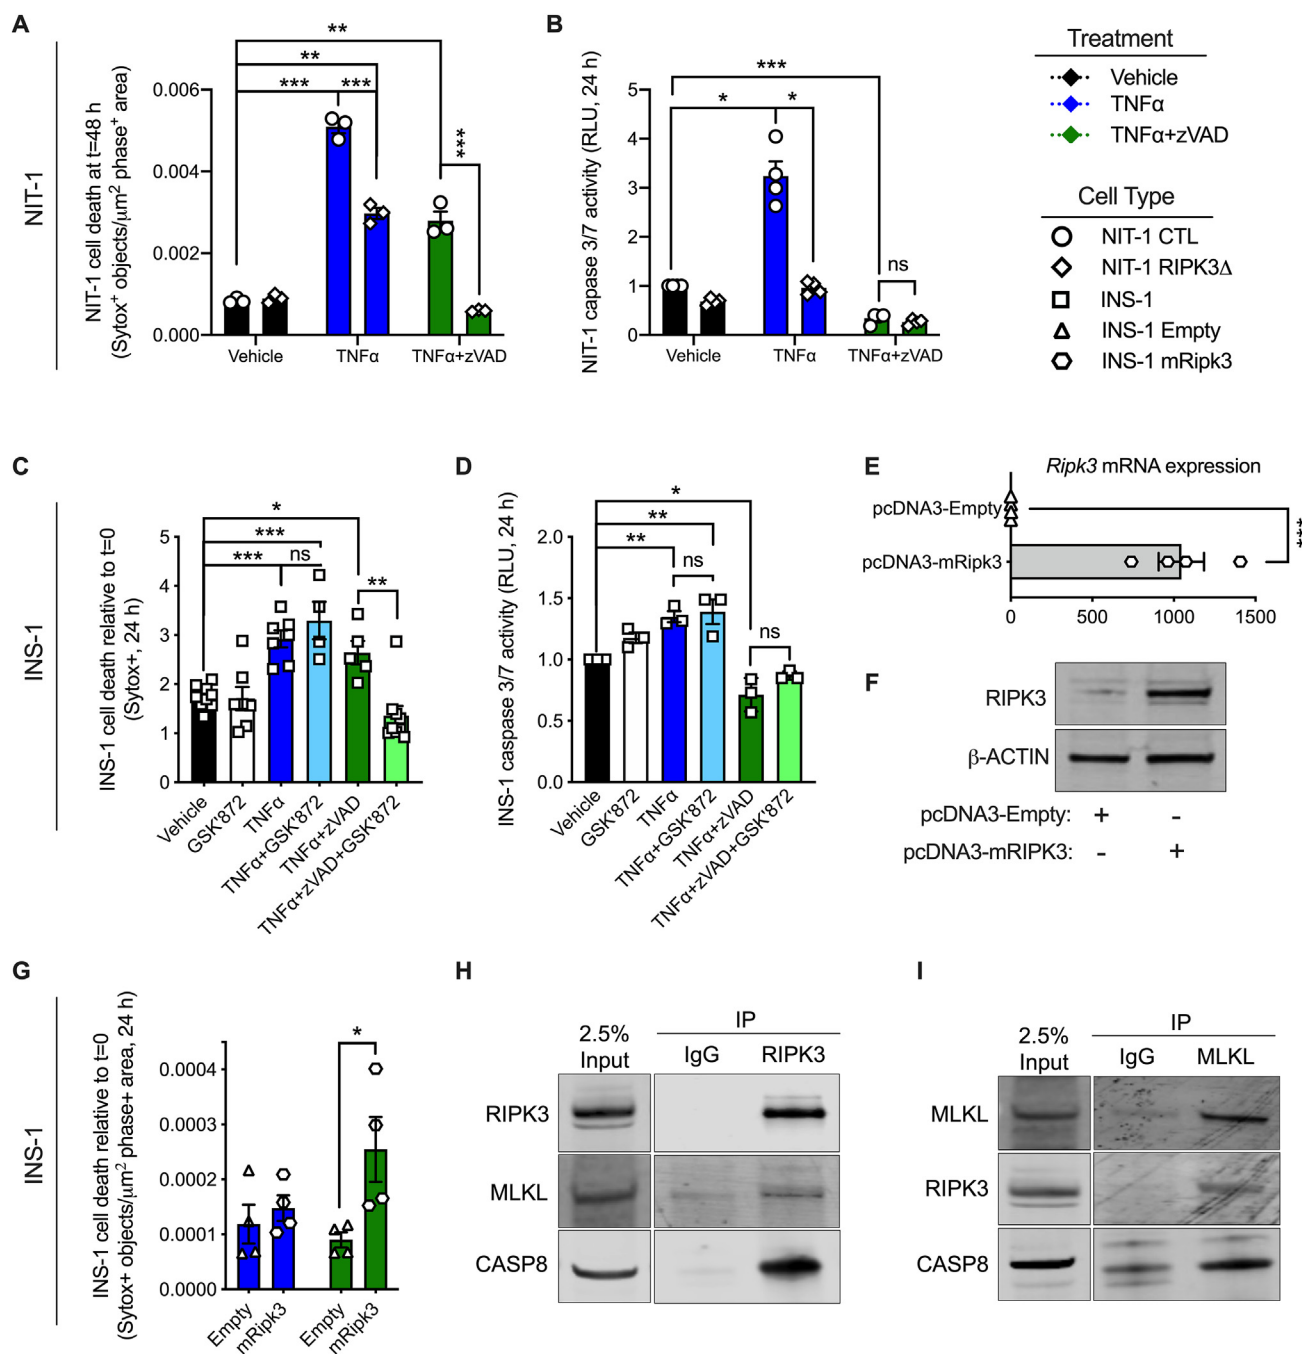 A
NIT-1
NIT-1 cell death at t=48 h
(Sytox+ objects/μm2 phase+ area)
0.006
0.004
0.002
0.000
**
**
***
***
***
Vehicle
TNFα
TNFα+zVAD
B
NIT-1 capase 3/7 activity (RLU, 24 h)
5
4
3
2
1
0
***
*
*
ns
Vehicle
TNFα
TNFα+zVAD
Treatment
Vehicle
TNFα
TNFα+zVAD
Cell Type
NIT-1 CTL
NIT-1 RIPK3Δ
INS-1
INS-1 Empty
INS-1 mRipk3
C
INS-1
INS-1 cell death relative to t=0
(Sytox+, 24 h)
5
4
3
2
1
0
*
***
***
ns
**
Vehicle
GSK'872
TNFα
TNFα+GSK'872
TNFα+zVAD
TNFα+zVAD+GSK'872
D
INS-1 caspase 3/7 activity (RLU, 24 h)
2.0
1.5
1.0
0.5
0.0
*
**
**
ns
ns
Vehicle
GSK'872
TNFα
TNFα+GSK'872
TNFα+zVAD
TNFα+zVAD+GSK'872
E
Ripk3 mRNA expression
pcDNA3-Empty
pcDNA3-mRipk3
***
0
500
1000
1500
F
RIPK3
β-ACTIN
pcDNA3-Empty: + -
pcDNA3-mRIPK3: - +
G
INS-1
INS-1 cell death relative to t=0
(Sytox+ objects/μm2 phase+ area, 24 h)
0.0004
0.0003
0.0002
0.0001
0.0000
*
Empty
mRipk3
Empty
mRipk3
H
2.5%
Input
IP
IgG
RIPK3
RIPK3
MLKL
CASP8
I
2.5%
Input
IP
IgG
MLKL
MLKL
RIPK3
CASP8